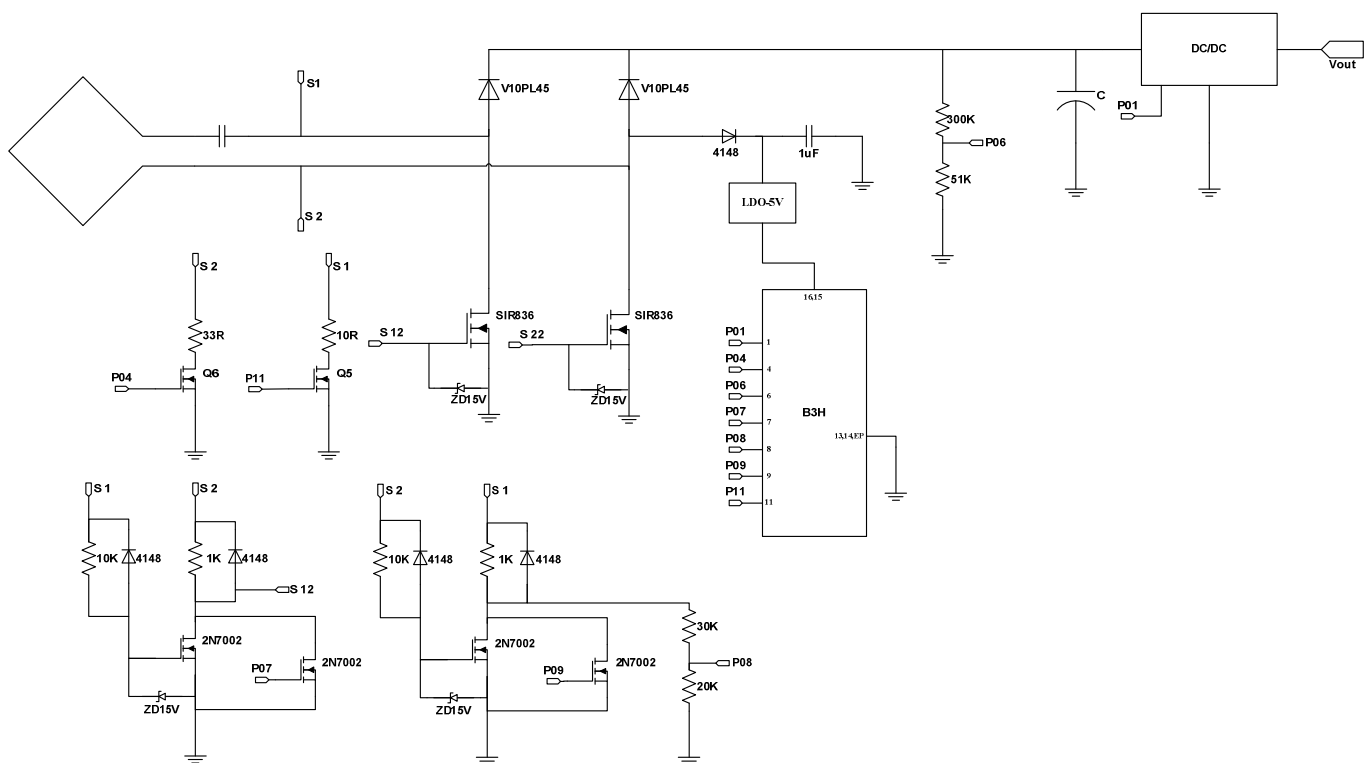 DC/DC
Vout
S1
V10PL45
V10PL45
C
P01
300K
P06
4148
1uF
51K
LDO-5V
S 2
S 2
S 1
SIR836
SIR836
16,15
33R
10R
S 12
S 22
P01
1
P04
Q6
P11
Q5
P04
4
ZD15V
ZD15V
P06
6
B3H
P07
7
13,14,EP
P08
8
P09
9
P11
11
S 1
S 2
S 2
S 1
10K
4148
1K
4148
10K
4148
1K
4148
S 12
30K
2N7002
2N7002
2N7002
2N7002
P07
P09
P08
20K
ZD15V
ZD15V